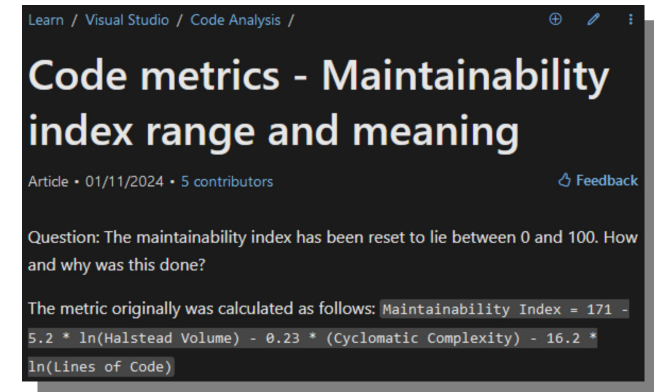 Learn / Visual Studio / Code Analysis /
Code metrics - Maintainability
index range and meaning
Article • 01/11/2024 • 5 contributors
Feedback
Question: The maintainability index has been reset to lie between 0 and 100. How
and why was this done?
The metric originally was calculated as follows: Maintainability Index = 171 -
5.2 * ln(Halstead Volume) - 0.23 * (Cyclomatic Complexity) - 16.2 *
ln(Lines of Code)